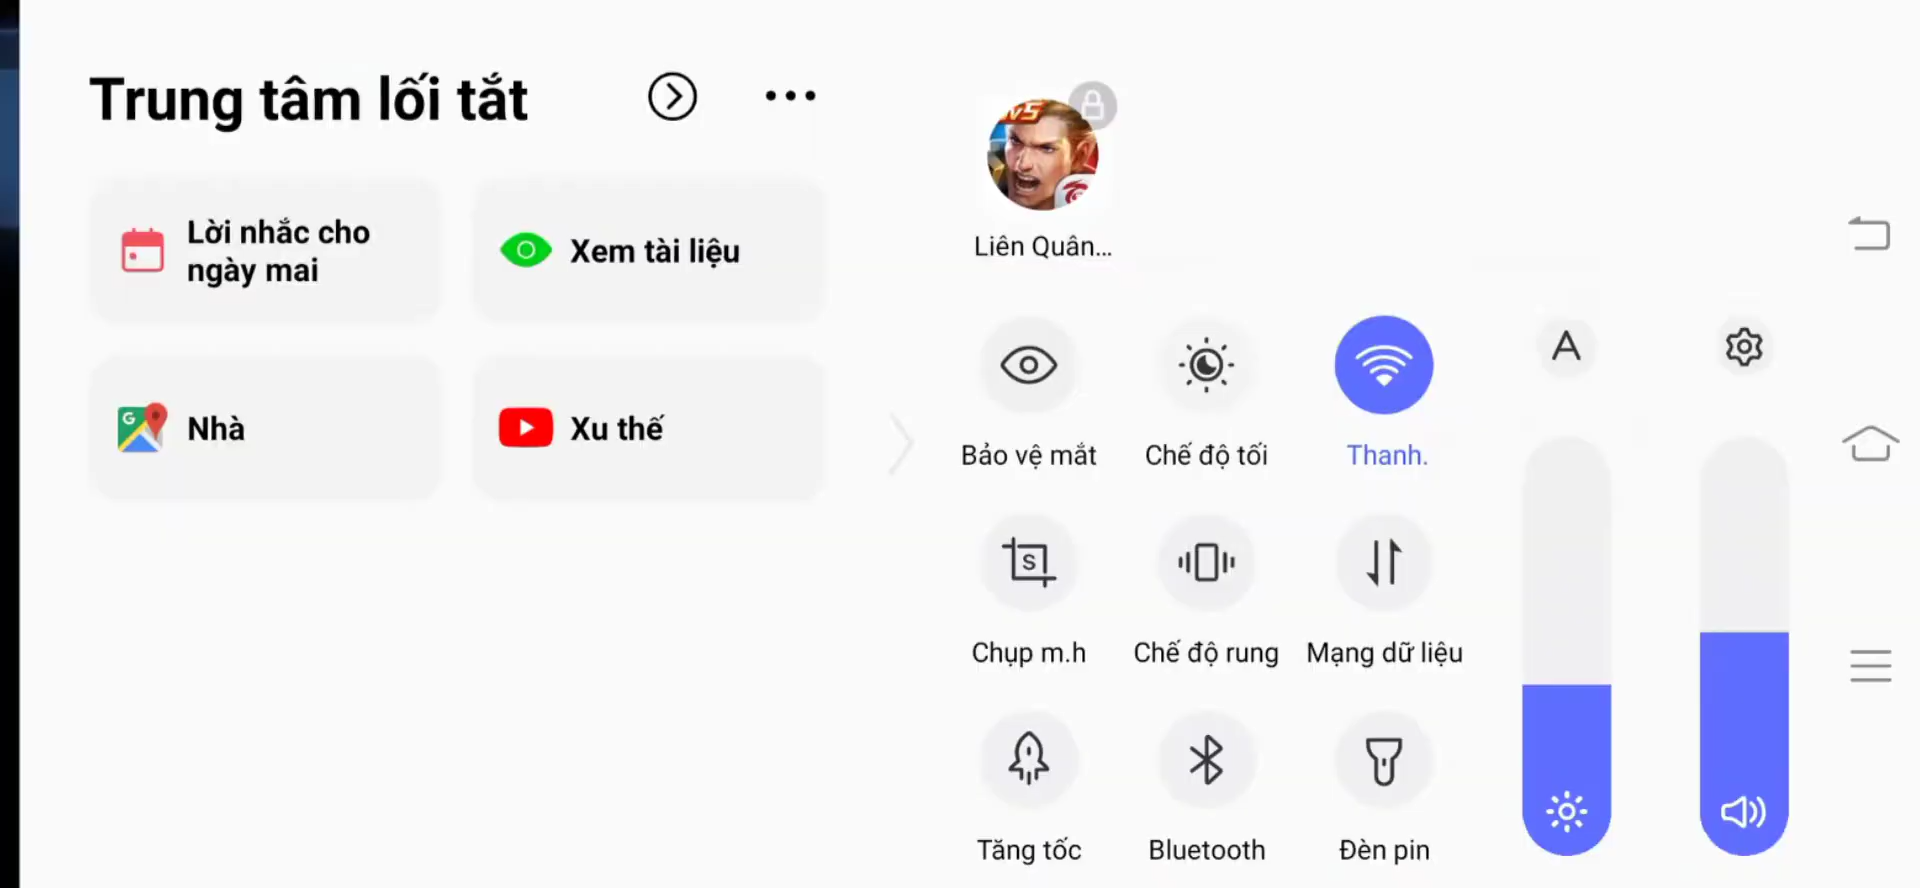 Trung tâm lối tắt
Lời nhắc cho
ngày mai
Xem tài liệu
Nhà
Xu thế
Liên Quân...
Bảo vệ mắt
Chế độ tối
Thanh.
A
Chụp m.h
Chế độ rung
Mạng dữ liệu
Tăng tốc
Bluetooth
Đèn pin